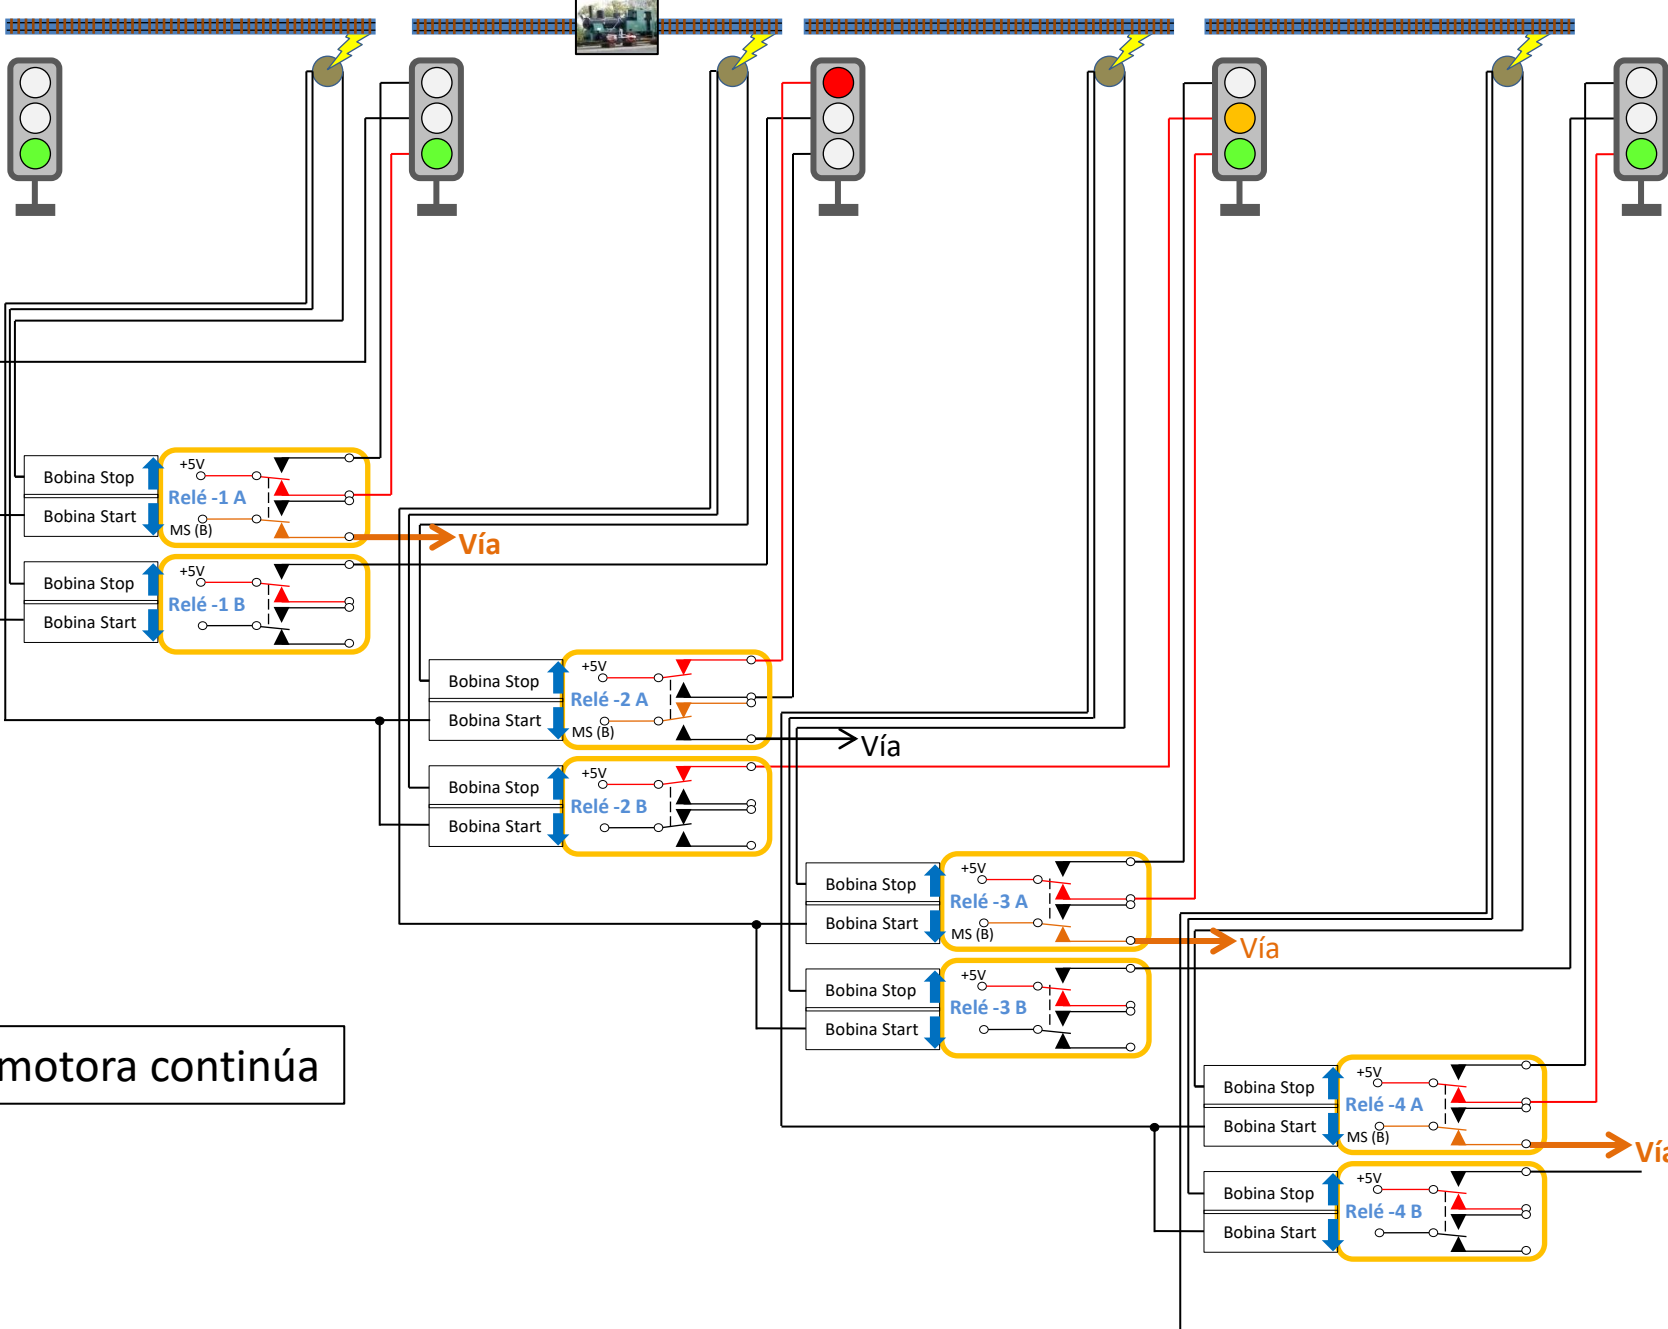 Bobina Stop
Bobina Start
+5V
Relé -1 A
MS (B)
Vía
Bobina Stop
Bobina Start
+5V
Relé -1 B
Bobina Stop
Bobina Start
+5V
Relé -2 A
MS (B)
Vía
Bobina Stop
Bobina Start
+5V
Relé -2 B
Bobina Stop
Bobina Start
+5V
Relé -3 A
MS (B)
Vía
Bobina Stop
Bobina Start
+5V
Relé -3 B
motora continúa
Bobina Stop
Bobina Start
+5V
Relé -4 A
MS (B)
Vía
Bobina Stop
Bobina Start
+5V
Relé -4 B